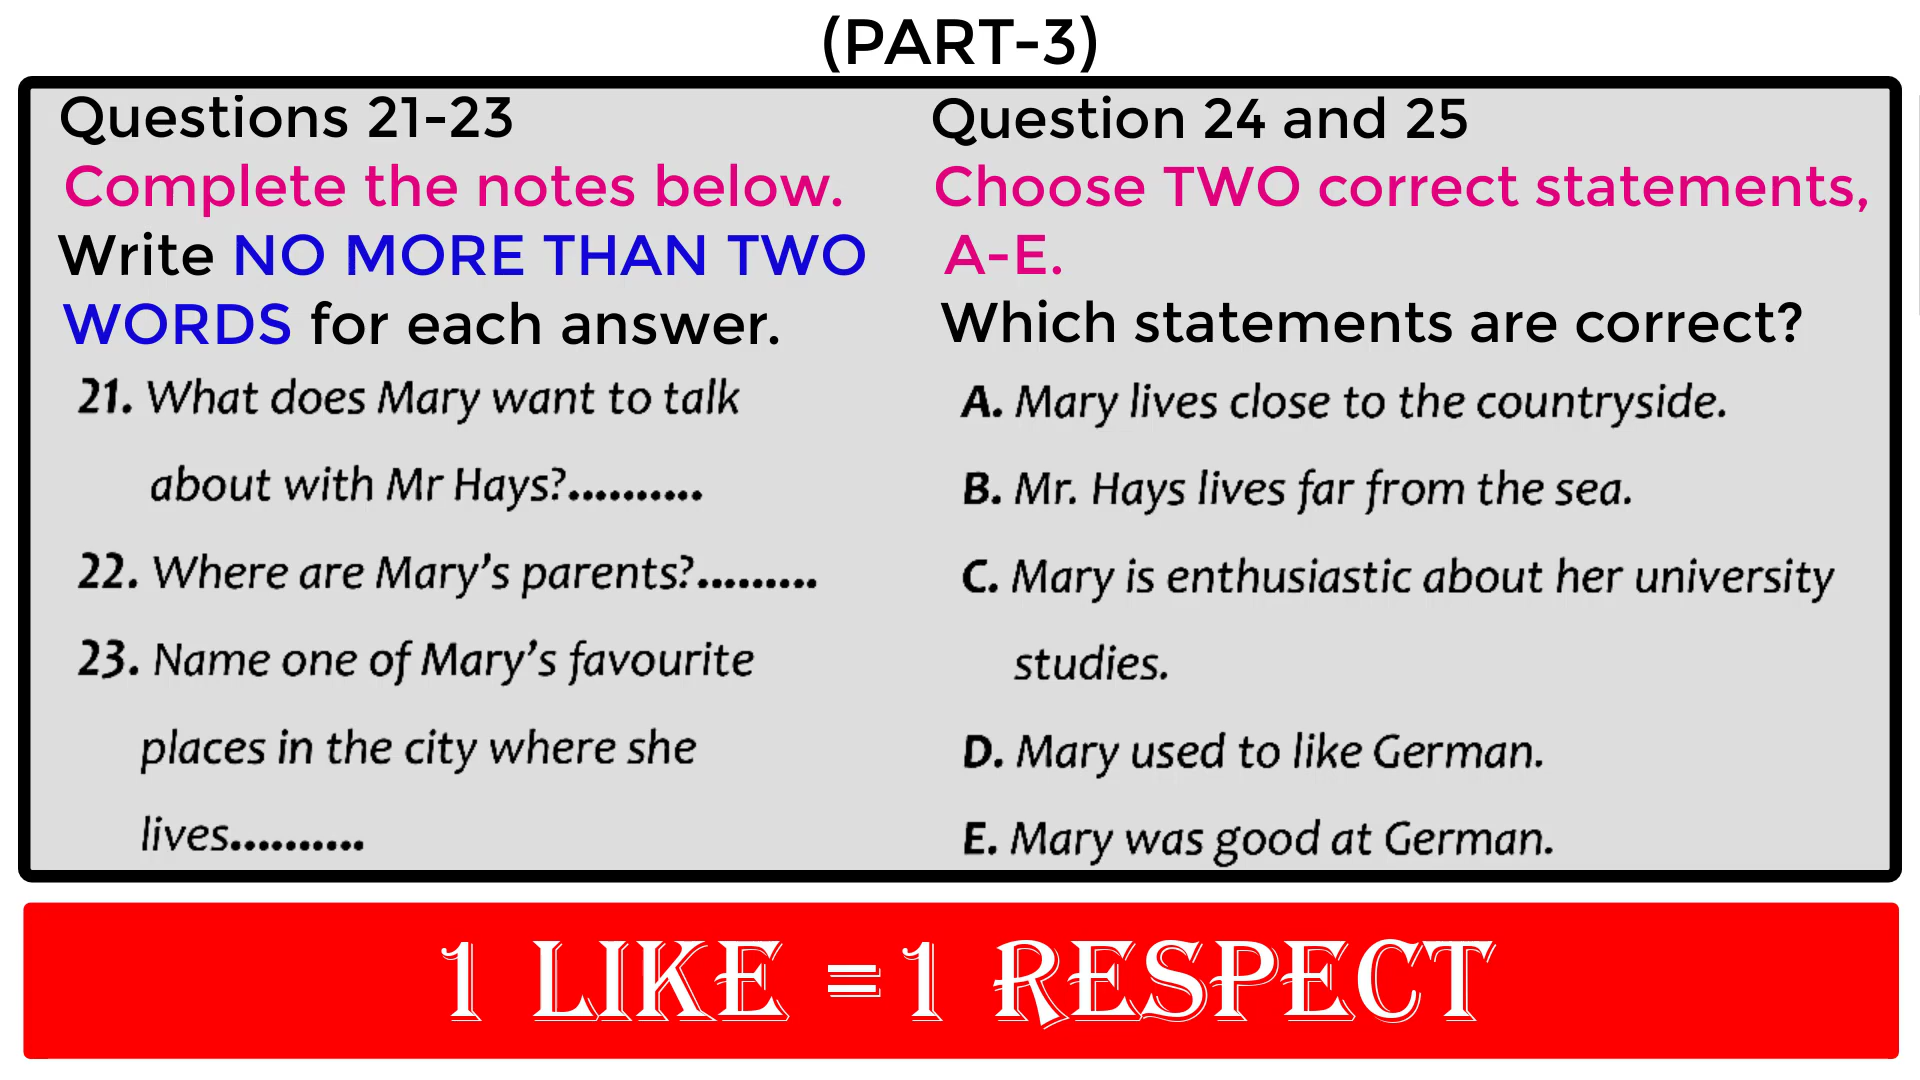 (PART-3)
Questions 21-23
Complete the notes below.
Write NO MORE THAN TWO
WORDS for each answer.
21. What does Mary want to talk
about with Mr Hays?..........
22. Where are Mary's parents?.........
23. Name one of Mary's favourite
places in the city where she
lives..........
Question 24 and 25
Choose TWO correct statements,
A-E.
Which statements are correct?
A. Mary lives close to the countryside.
B. Mr. Hays lives far from the sea.
C. Mary is enthusiastic about her university
studies.
D. Mary used to like German.
E. Mary was good at German.
1 LIKE = 1 RESPECT